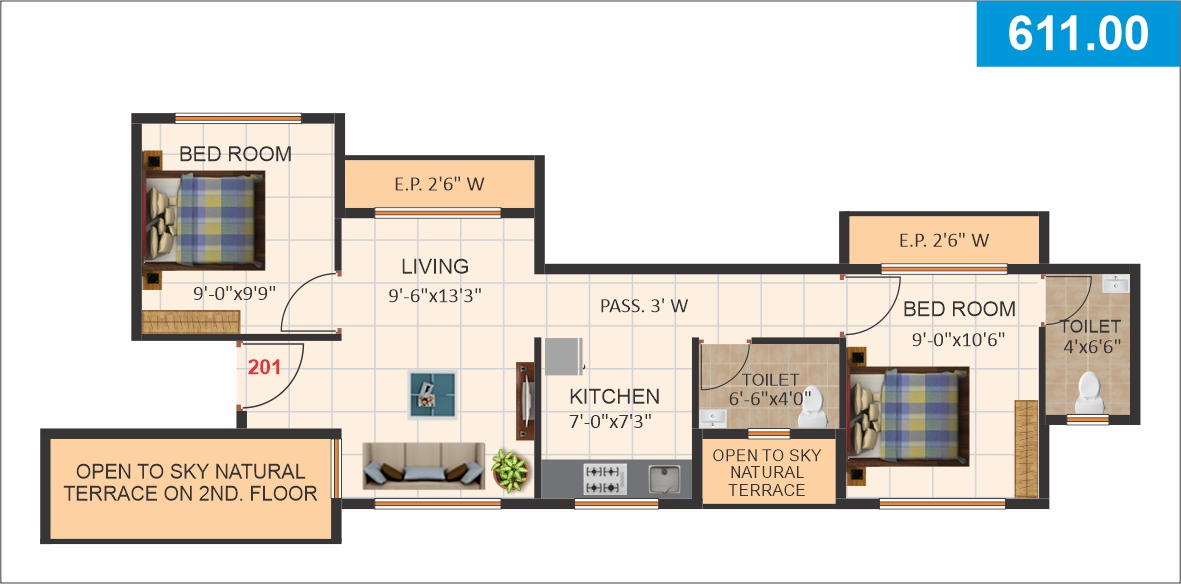 611.00
BED ROOM
9'-0"x9'9"
E.P. 2'6" W
LIVING
9'-6"x13'3"
PASS. 3' W
E.P. 2'6" W
BED ROOM
9'-0"x10'6"
TOILET
4'x6'6"
201
KITCHEN
7'-0"x7'3"
TOILET
6'-6"x4'0"
OPEN TO SKY NATURAL
TERRACE ON 2ND. FLOOR
OPEN TO SKY
NATURAL
TERRACE